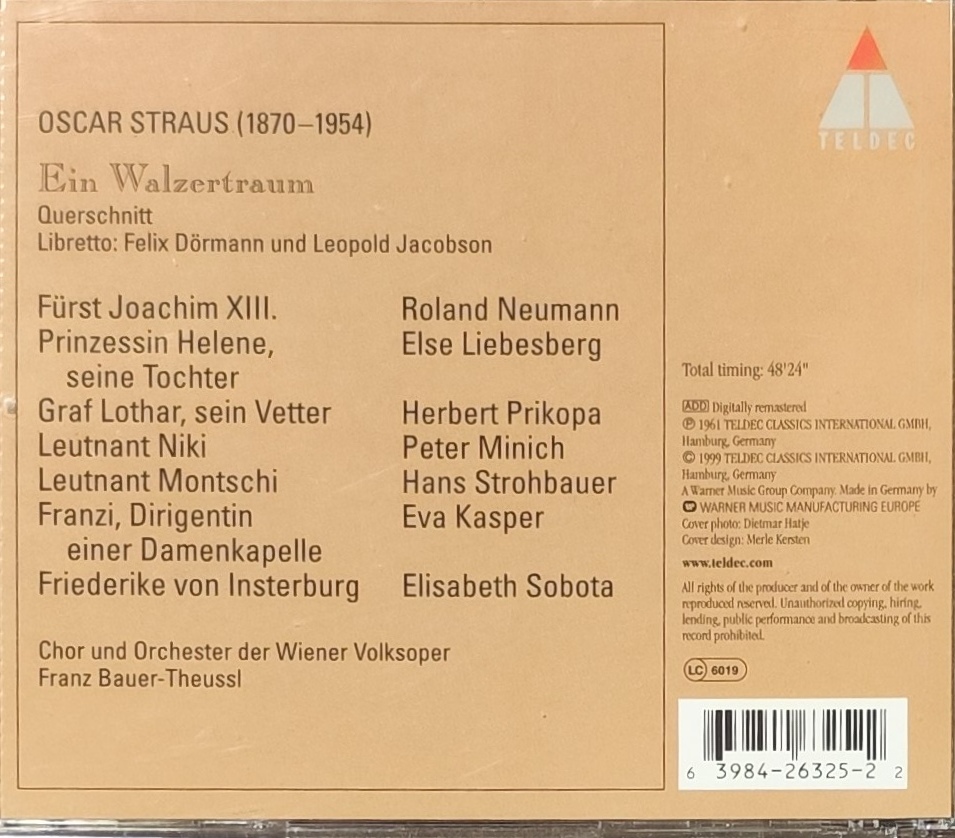 OSCAR STRAUS (1870–1954)
Ein Walzertraum
Querschnitt
Libretto: Felix Dörmann und Leopold Jacobson
Fürst Joachim XIII. Roland Neumann
Prinzessin Helene, Else Liebesberg
seine Tochter
Graf Lothar, sein Vetter Herbert Prikopa
Leutnant Niki Peter Minich
Leutnant Montschi Hans Strohbauer
Franzi, Dirigentin Eva Kasper
einer Damenkapelle
Friederike von Insterburg Elisabeth Sobota
Chor und Orchester der Wiener Volksoper
Franz Bauer-Theussl
TELDEC
Total timing: 48'24"
ADD Digitally remastered
℗ 1961 TELDEC CLASSICS INTERNATIONAL GMBH,
Hamburg, Germany
© 1999 TELDEC CLASSICS INTERNATIONAL GMBH,
Hamburg, Germany
A Warner Music Group Company. Made in Germany by
WARNER MUSIC MANUFACTURING EUROPE
Cover photo: Dietmar Hatje
Cover design: Merle Kersten
www.teldec.com
All rights of the producer and of the owner of the work
reproduced reserved. Unauthorized copying, hiring,
lending, public performance and broadcasting of this
record prohibited.
LC 6019
6 3984-26325-2 2